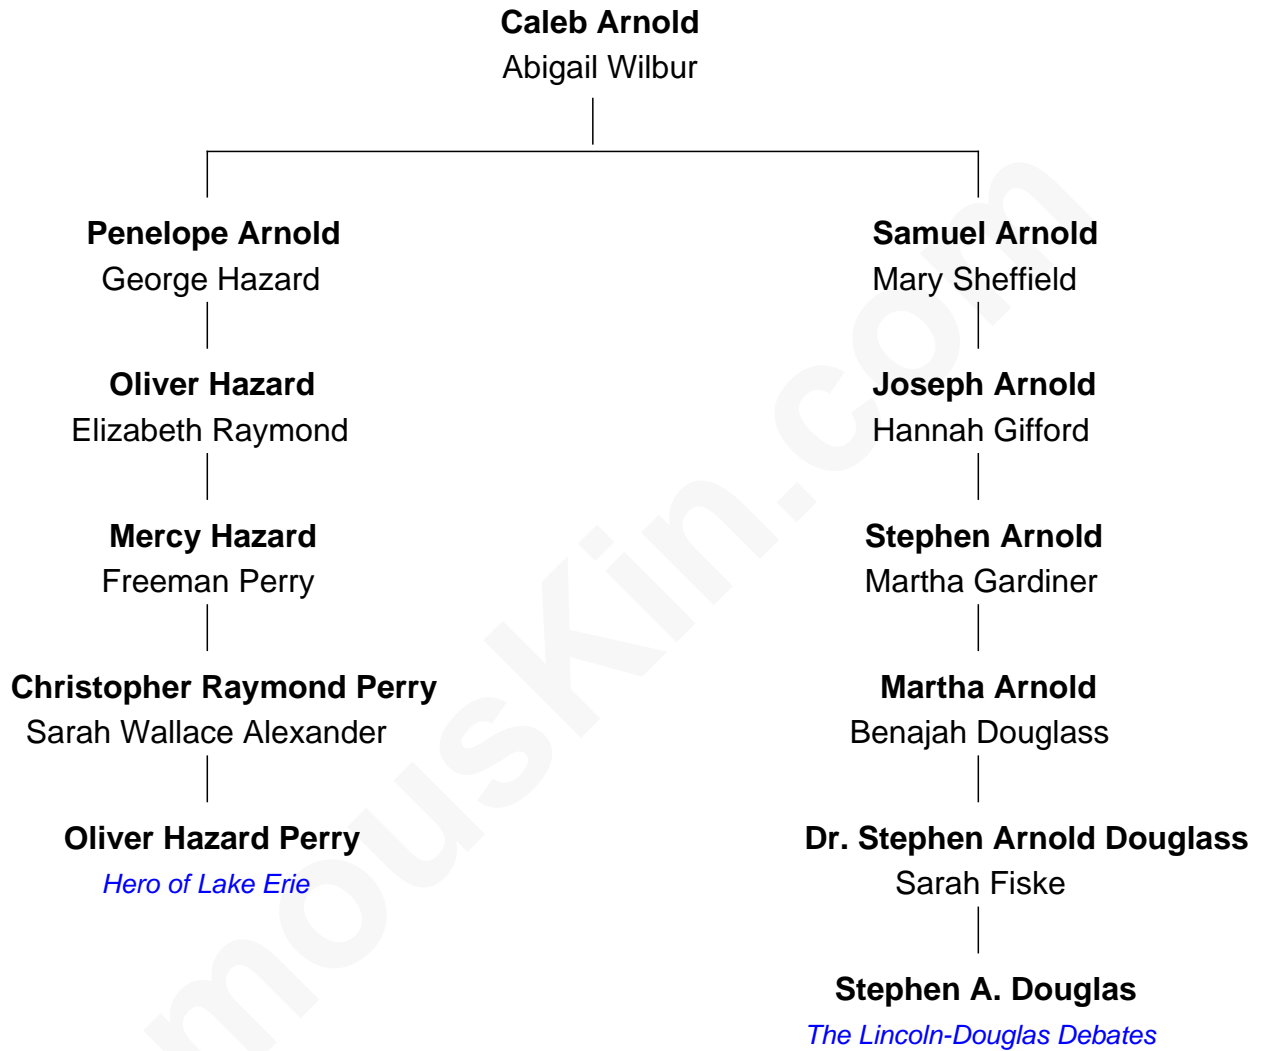 Caleb Arnold
Abigail Wilbur
Penelope Arnold
George Hazard
Samuel Arnold
Mary Sheffield
Oliver Hazard
Elizabeth Raymond
Joseph Arnold
Hannah Gifford
Mercy Hazard
Freeman Perry
Stephen Arnold
Martha Gardiner
Christopher Raymond Perry
Sarah Wallace Alexander
Martha Arnold
Benajah Douglass
Oliver Hazard Perry
Hero of Lake Erie
Dr. Stephen Arnold Douglass
Sarah Fiske
Stephen A. Douglas
The Lincoln-Douglas Debates
mousKin.com